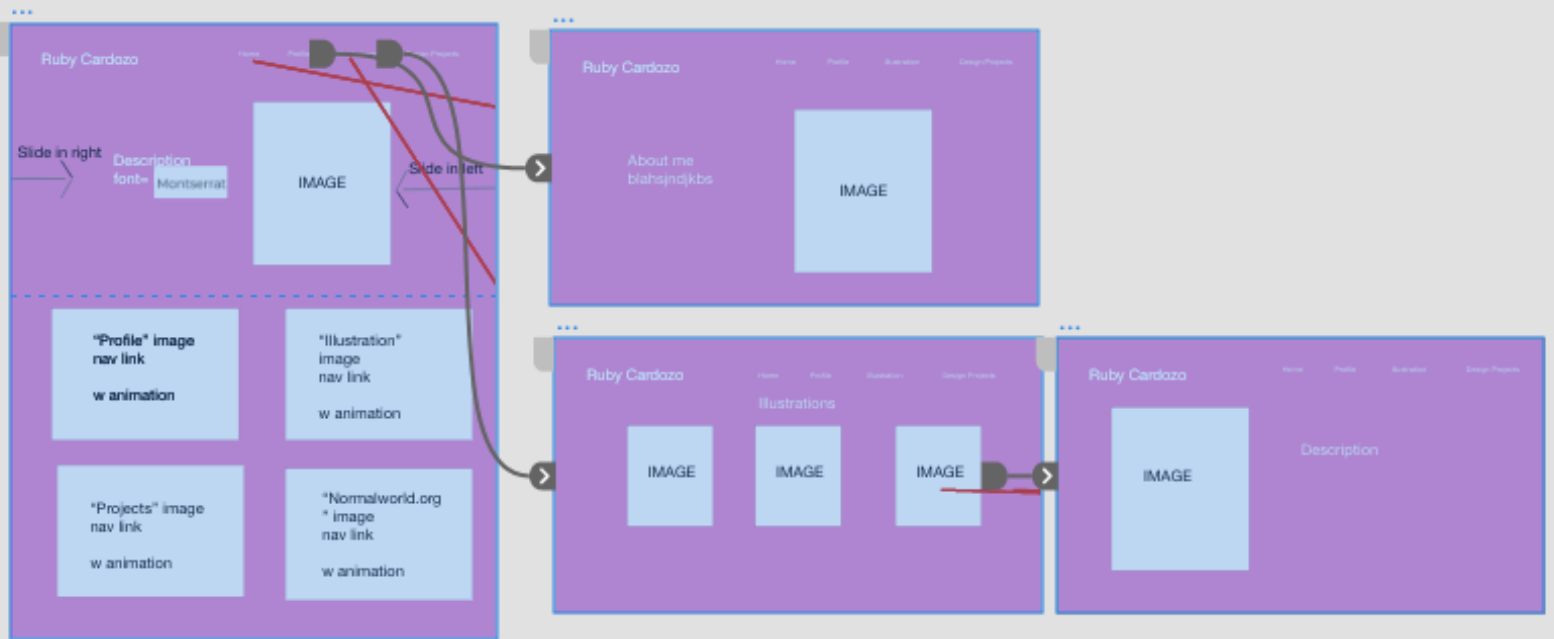 Ruby Cardozo
Home Profile Design Projects
Slide in right
Description
font= Montserrat
IMAGE
Slide in left
"Profile" image
nav link
w animation
"Illustration"
image
nav link
w animation
"Projects" image
nav link
w animation
"Normalworld.org
" image
nav link
w animation
Ruby Cardozo
Home Profile Illustration Design Projects
About me
blahsjndjkbs
IMAGE
Ruby Cardozo
Home Profile Illustration Design Projects
Illustrations
IMAGE IMAGE IMAGE
Ruby Cardozo
Home Profile Illustration Design Projects
IMAGE
Description